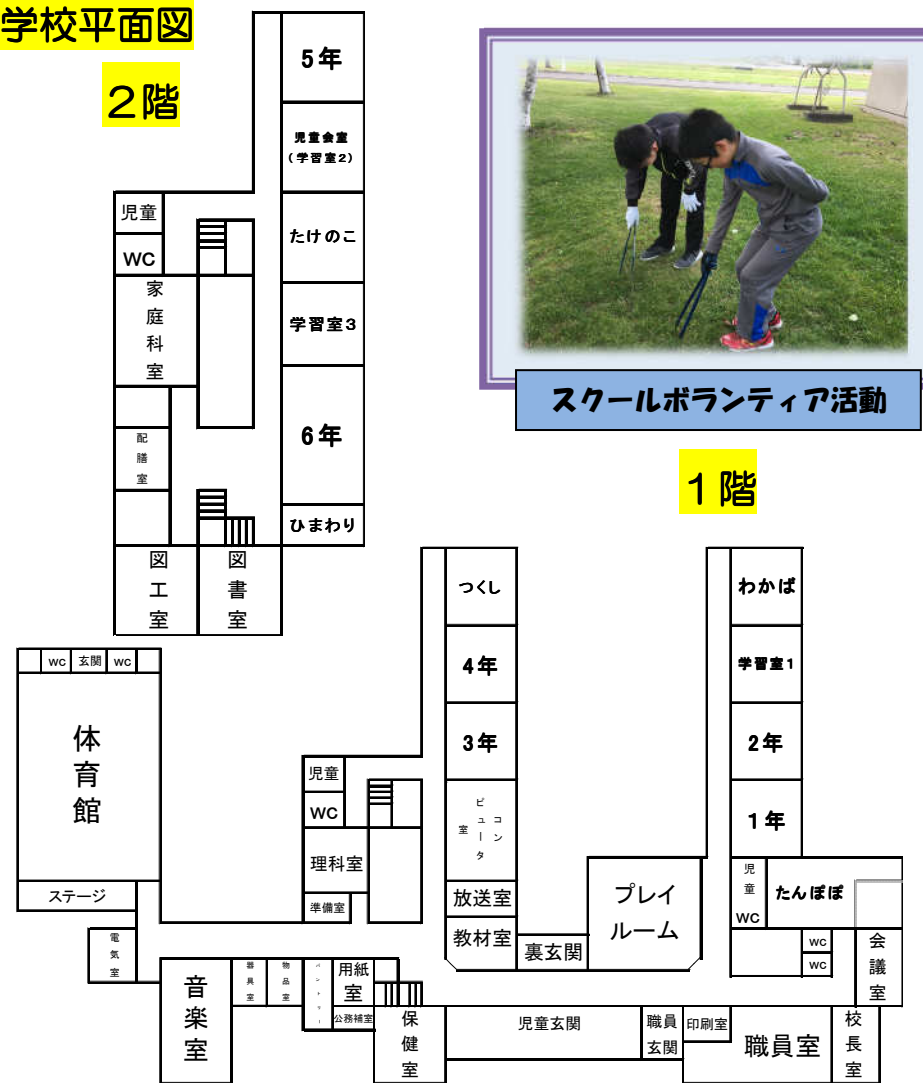 学校平面図
2階
5年
児童会室
(学習室2)
児童
WC
たけのこ
家庭科室
学習室3
6年
配膳室
ひまわり
図工室
図書室
スクールボランティア活動
1階
つくし
わかば
4年
学習室1
wc
玄関
wc
体育館
3年
2年
児童
WC
コンピュータ室
1年
理科室
児童
WC
たんぽぽ
ステージ
準備室
放送室
プレイルーム
教材室
裏玄関
電気室
wc
wc
会議室
音楽室
器具室
物品室
パントリー
用紙室
公務補室
保健室
児童玄関
職員玄関
印刷室
職員室
校長室